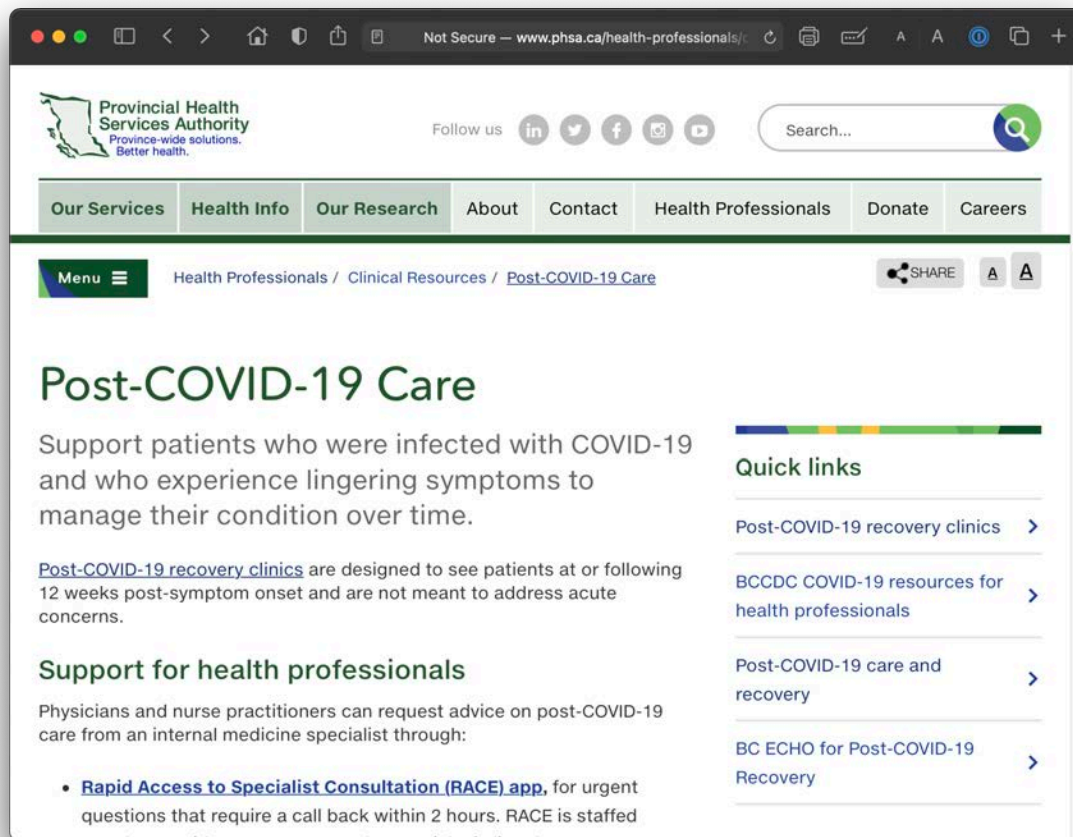 Not Secure — www.phsa.ca/health-professionals/
A A
Provincial Health
Services Authority
Province-wide solutions.
Better health.
Follow us
Search...
Our Services Health Info Our Research About Contact Health Professionals Donate Careers
Menu
Health Professionals / Clinical Resources / Post-COVID-19 Care
SHARE A A
Post-COVID-19 Care
Support patients who were infected with COVID-19
and who experience lingering symptoms to
manage their condition over time.
Post-COVID-19 recovery clinics are designed to see patients at or following
12 weeks post-symptom onset and are not meant to address acute
concerns.
Support for health professionals
Physicians and nurse practitioners can request advice on post-COVID-19
care from an internal medicine specialist through:
• Rapid Access to Specialist Consultation (RACE) app, for urgent
questions that require a call back within 2 hours. RACE is staffed
Quick links
Post-COVID-19 recovery clinics
BCCDC COVID-19 resources for
health professionals
Post-COVID-19 care and
recovery
BC ECHO for Post-COVID-19
Recovery